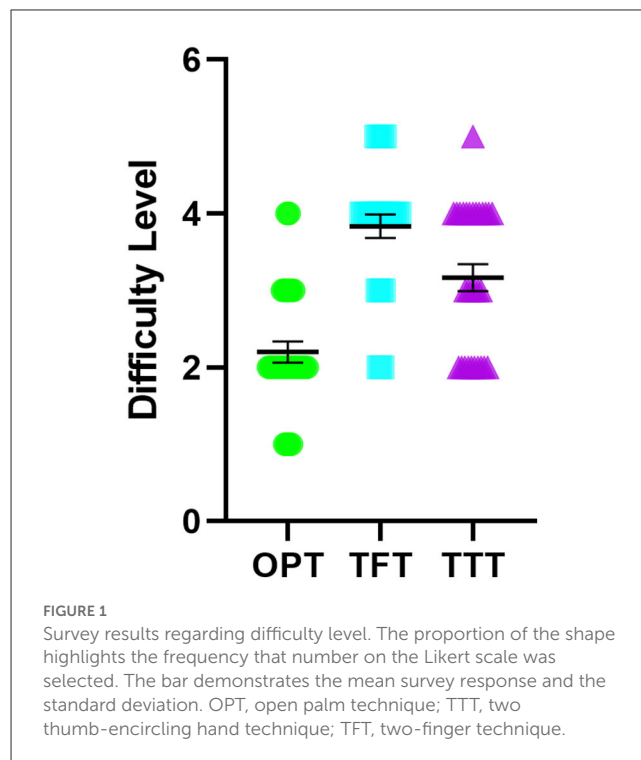 6
4
2
0
Difficulty Level
OPT TFT TTT
FIGURE 1
Survey results regarding difficulty level. The proportion of the shape
highlights the frequency that number on the Likert scale was
selected. The bar demonstrates the mean survey response and the
standard deviation. OPT, open palm technique; TTT, two
thumb-encircling hand technique; TFT, two-finger technique.